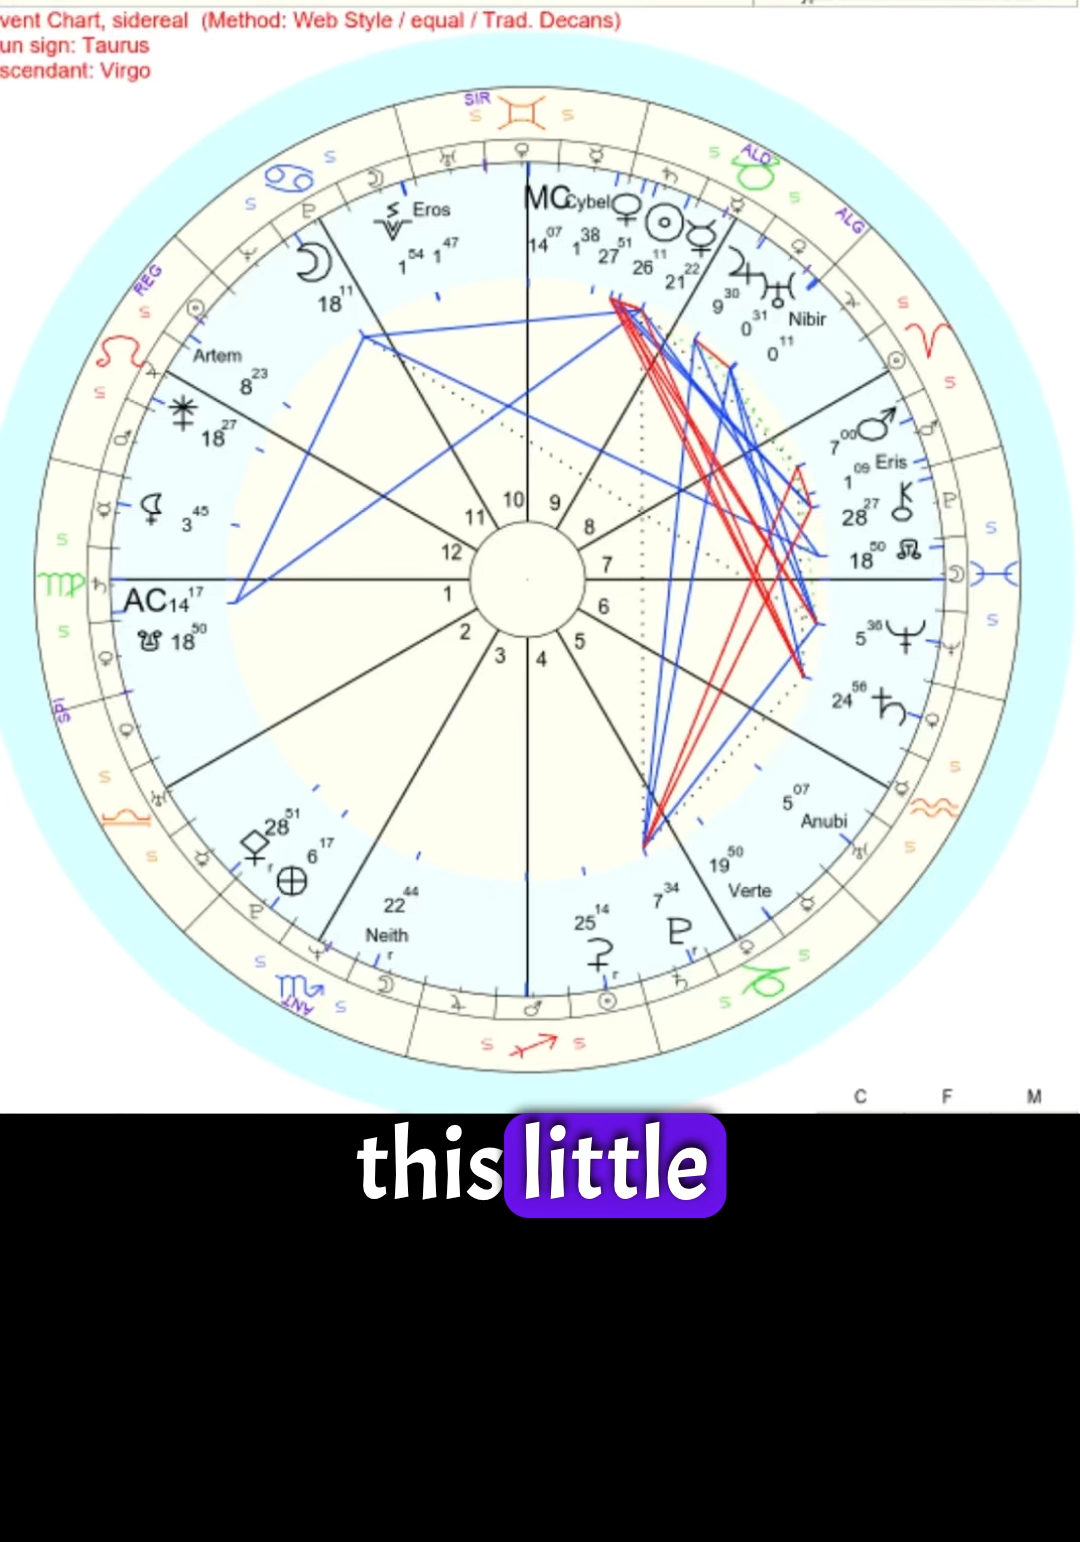 vent Chart, sidereal (Method: Web Style / equal / Trad. Decans)
un sign: Taurus
scendant: Virgo
SIR
ALD
ALG
REG
SPI
ANT
MC
14 07
Cybel
1 38
27 51
26 11
21 22
9 30
0 31
Nibir
0 11
Eros
1 54
1 47
18 11
Artem
8 23
18 27
3 45
AC 14 17
18 50
7 00
Eris
1 09
28 27
18 50
5 36
24 56
5 07
Anubi
19 50
Verte
7 34
r
25 14
r
22 44
Neith
r
28 51
r
6 17
10
9
11
8
12
7
1
6
2
5
3
4
C F M
this little